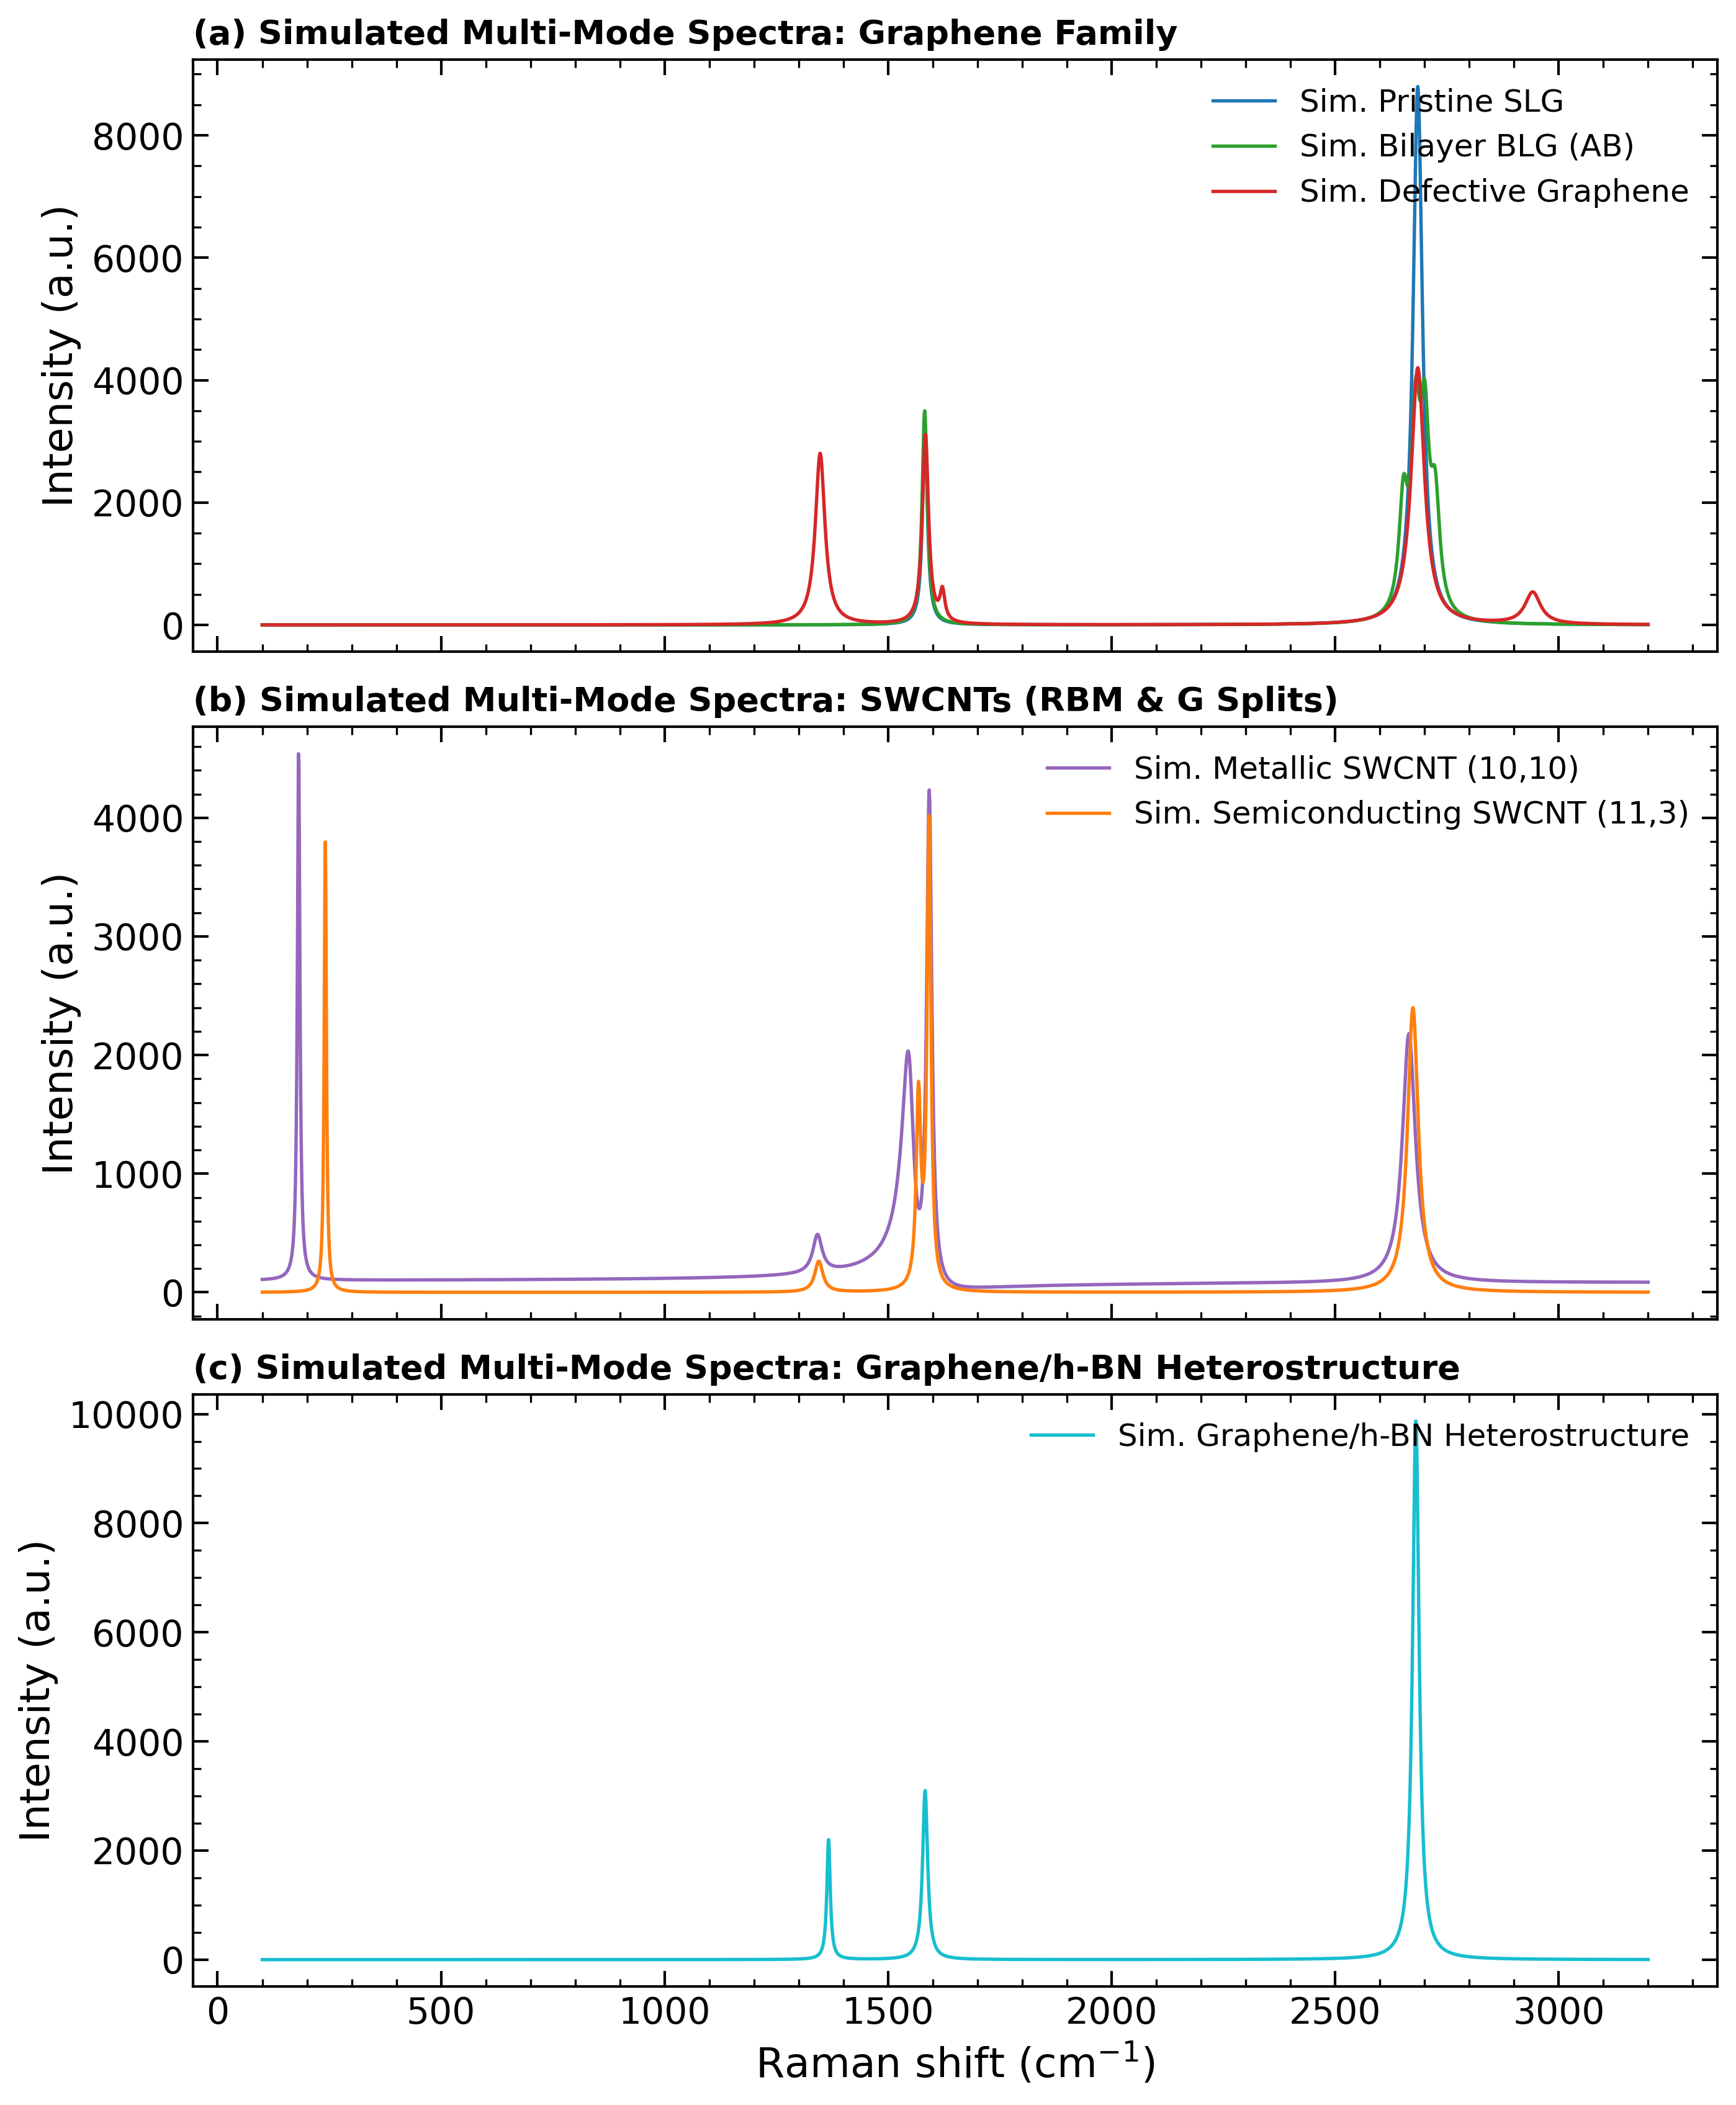 (a) Simulated Multi-Mode Spectra: Graphene Family
Intensity (a.u.)
8000
6000
4000
2000
0
Sim. Pristine SLG
Sim. Bilayer BLG (AB)
Sim. Defective Graphene
(b) Simulated Multi-Mode Spectra: SWCNTs (RBM & G Splits)
Intensity (a.u.)
4000
3000
2000
1000
0
Sim. Metallic SWCNT (10,10)
Sim. Semiconducting SWCNT (11,3)
(c) Simulated Multi-Mode Spectra: Graphene/h-BN Heterostructure
Intensity (a.u.)
10000
8000
6000
4000
2000
0
Sim. Graphene/h-BN Heterostructure
0 500 1000 1500 2000 2500 3000
Raman shift (cm⁻¹)